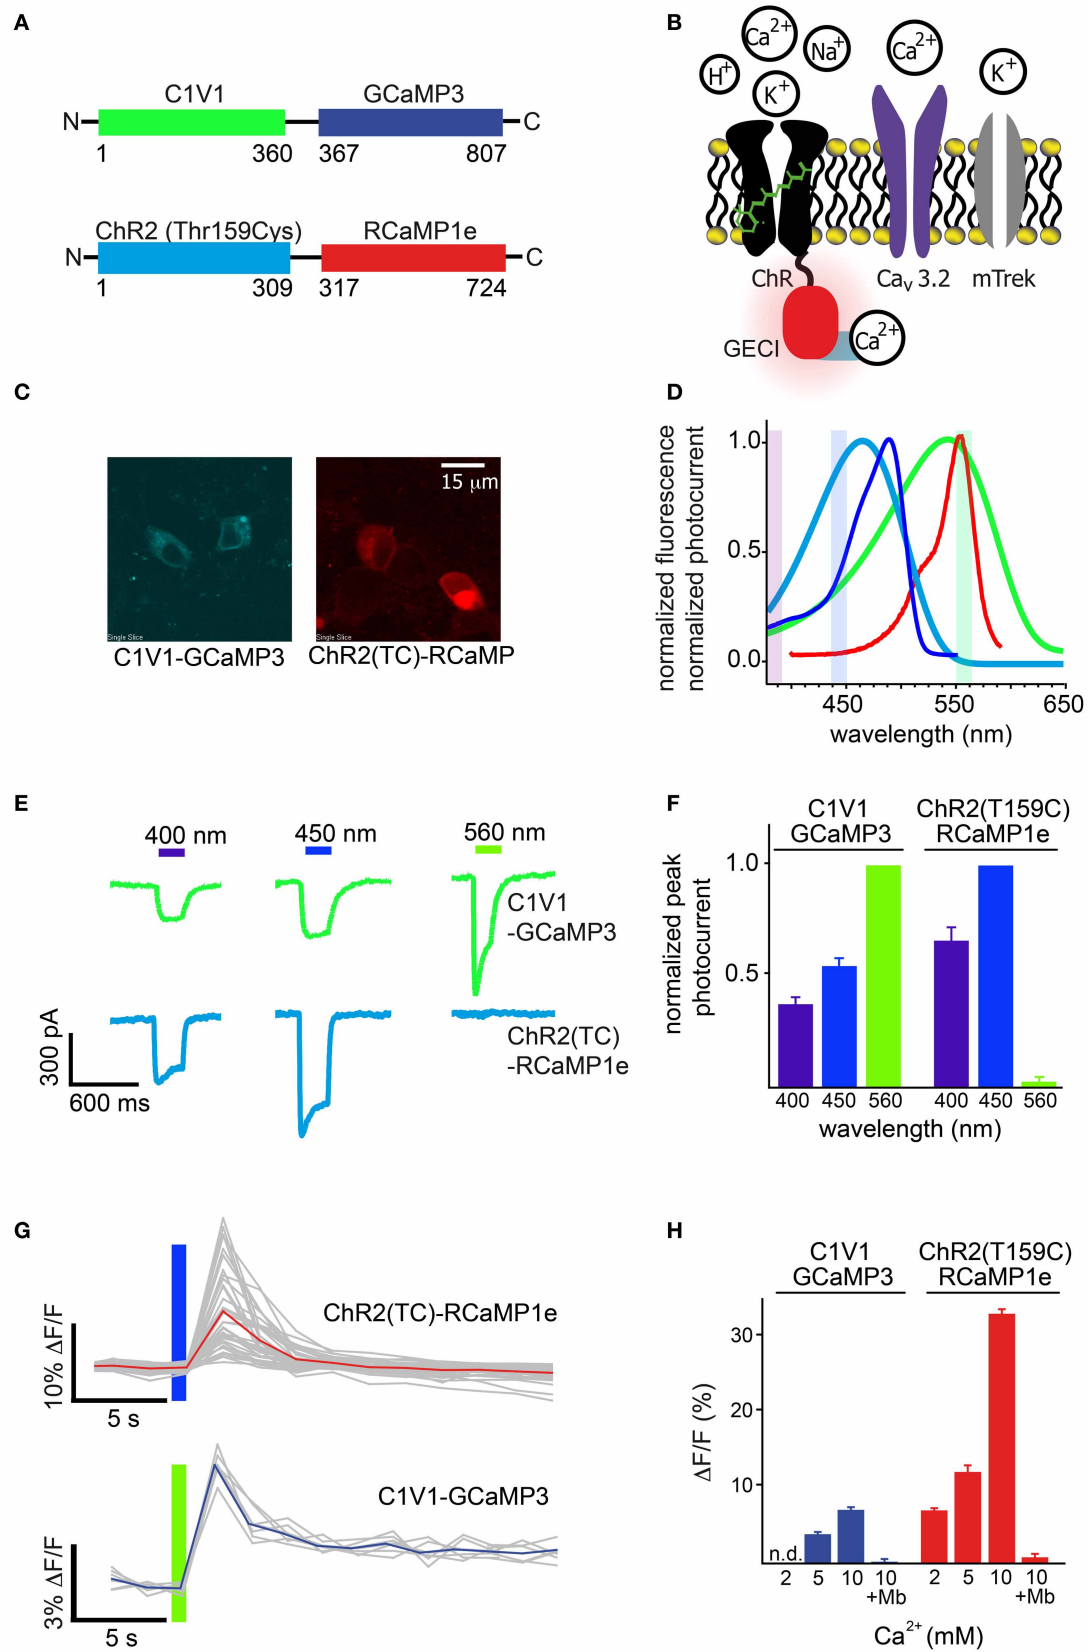 A
C1V1
GCaMP3
N
C
1
360
367
807
ChR2 (Thr159Cys)
RCaMP1e
N
C
1
309
317
724
B
Ca2+
Na+
Ca2+
H+
K+
K+
ChR
Cav 3.2
mTrek
GECI
Ca2+
C
15 μm
Single Slice
Single Slice
C1V1-GCaMP3
ChR2(TC)-RCaMP
D
normalized fluorescence
normalized photocurrent
1.0
0.5
0.0
450
550
650
wavelength (nm)
E
400 nm
450 nm
560 nm
C1V1
-GCaMP3
ChR2(TC)
-RCaMP1e
300 pA
600 ms
F
C1V1
GCaMP3
ChR2(T159C)
RCaMP1e
normalized peak
photocurrent
1.0
0.5
400
450
560
400
450
560
wavelength (nm)
G
ChR2(TC)-RCaMP1e
10% ΔF/F
5 s
C1V1-GCaMP3
3% ΔF/F
5 s
H
C1V1
GCaMP3
ChR2(T159C)
RCaMP1e
ΔF/F (%)
30
20
10
n.d.
2
5
10
10
+Mb
2
5
10
10
+Mb
Ca2+ (mM)